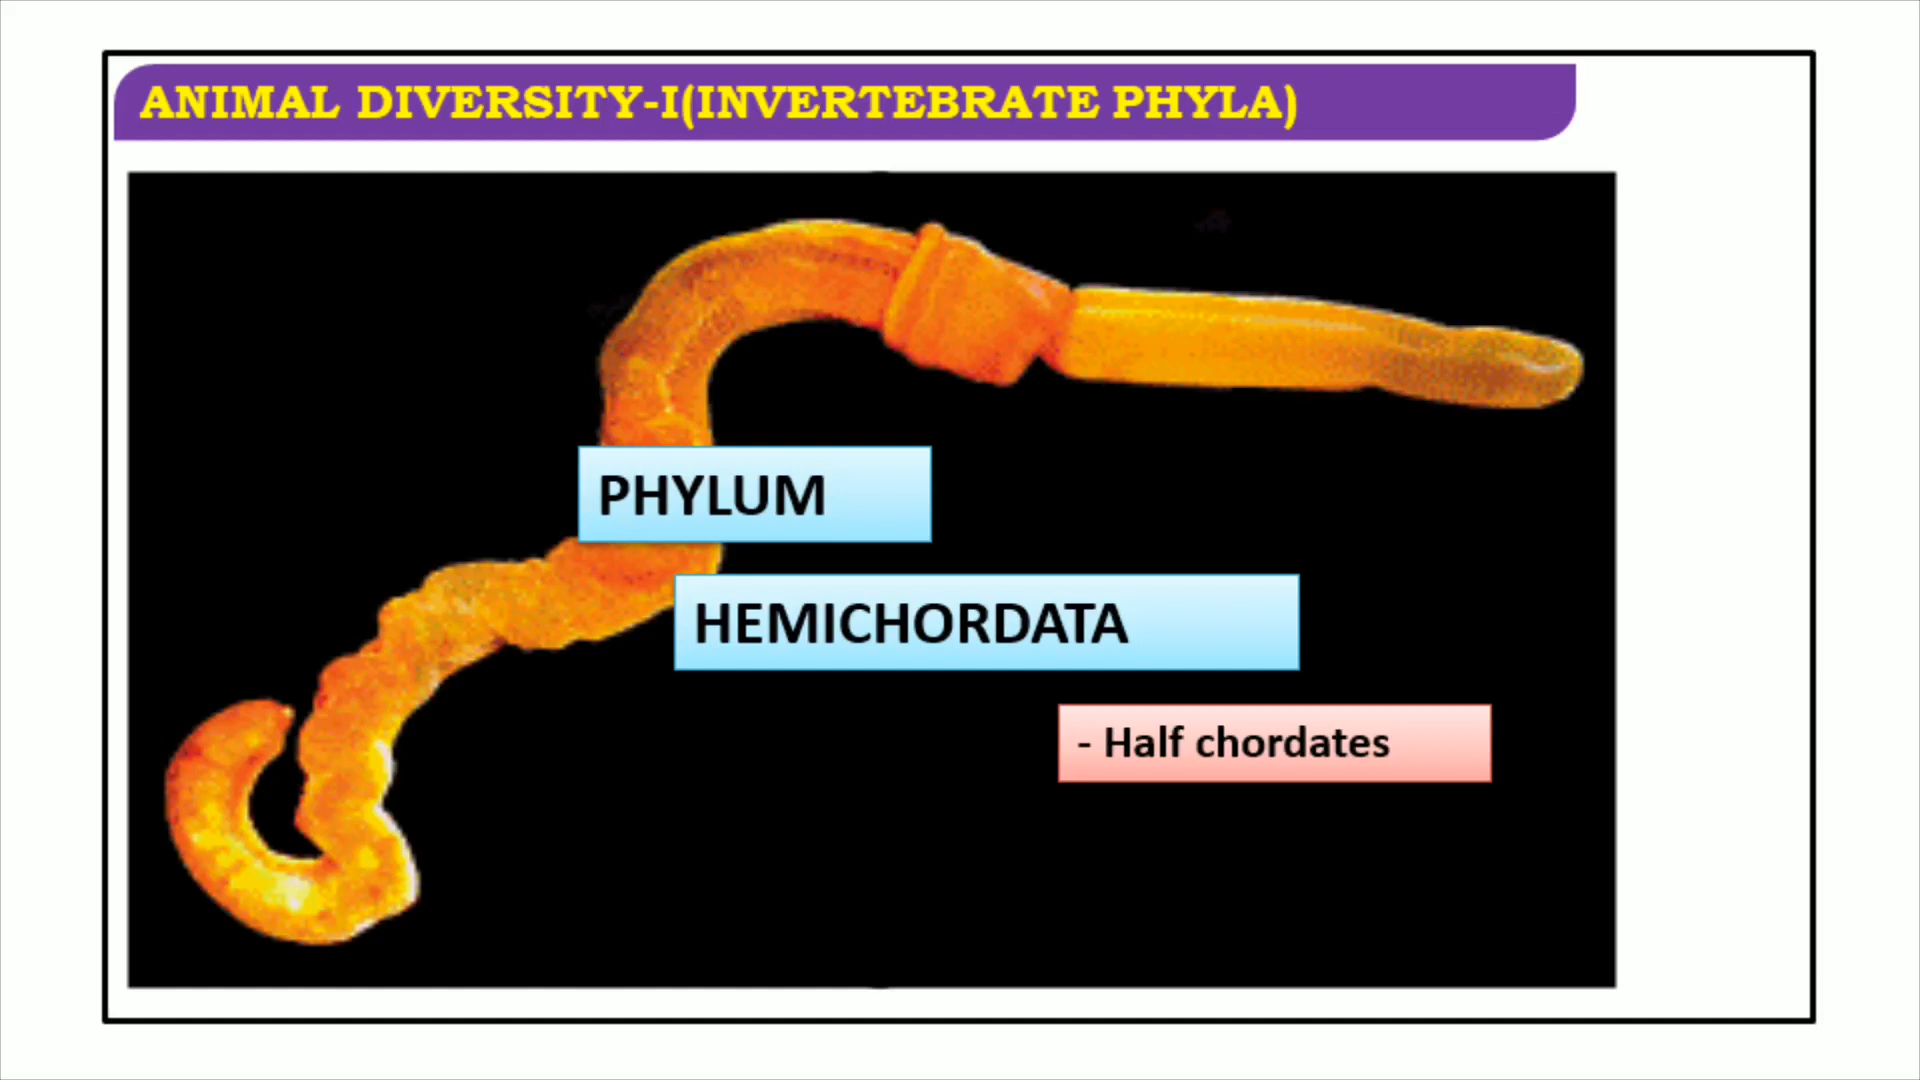 ANIMAL DIVERSITY-I(INVERTEBRATE PHYLA)
PHYLUM
HEMICHORDATA
- Half chordates